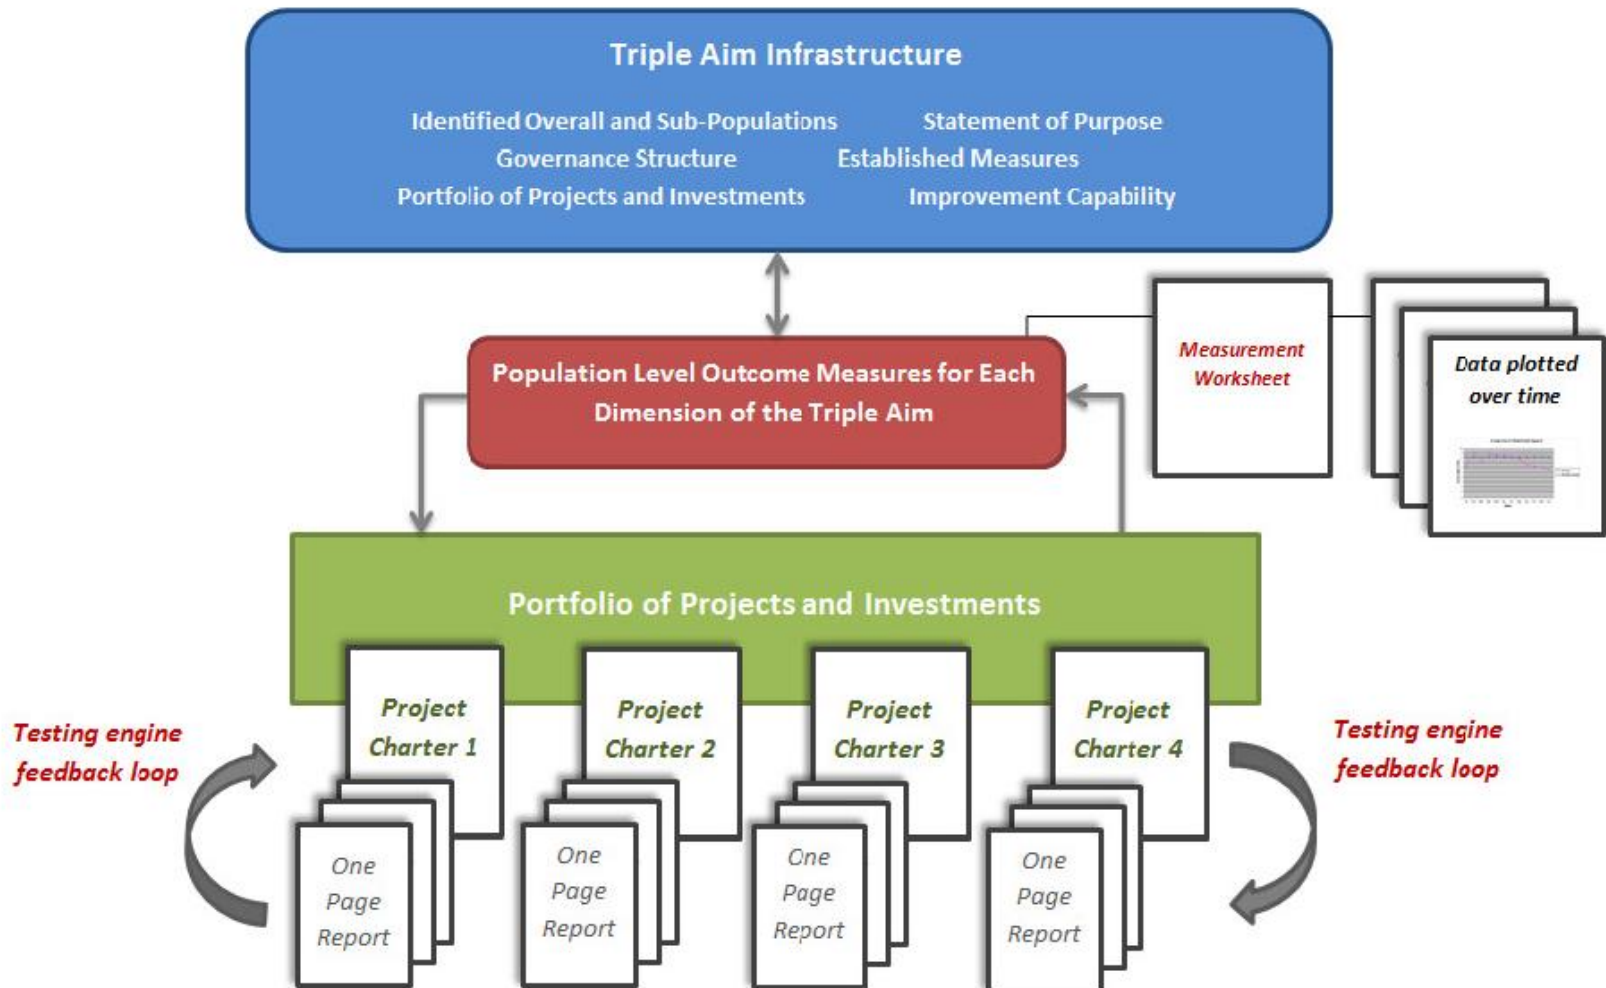 Triple Aim Infrastructure
Identified Overall and Sub-Populations Statement of Purpose
Governance Structure Established Measures
Portfolio of Projects and Investments Improvement Capability
Population Level Outcome Measures for Each
Dimension of the Triple Aim
Measurement
Worksheet
Data plotted
over time
Portfolio of Projects and Investments
Project
Charter 1
Project
Charter 2
Project
Charter 3
Project
Charter 4
Testing engine
feedback loop
Testing engine
feedback loop
One
Page
Report
One
Page
Report
One
Page
Report
One
Page
Report